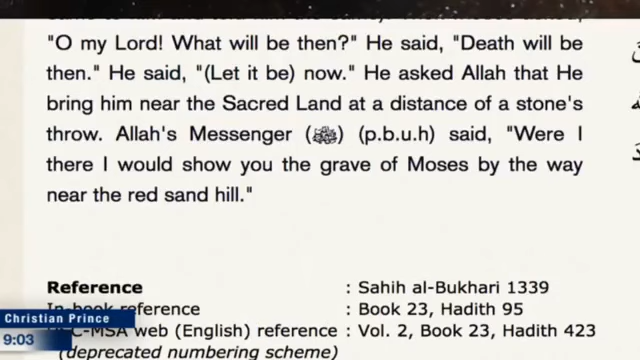 "O my Lord! What will be then?" He said, "Death will be
then." He said, "(Let it be) now." He asked Allah that He
bring him near the Sacred Land at a distance of a stone's
throw. Allah's Messenger (ﷺ) (p.b.u.h) said, "Were I
there I would show you the grave of Moses by the way
near the red sand hill."
Reference : Sahih al-Bukhari 1339
In-book reference : Book 23, Hadith 95
C-MSA web (English) reference : Vol. 2, Book 23, Hadith 423
(deprecated numbering scheme)
Christian Prince
9:03